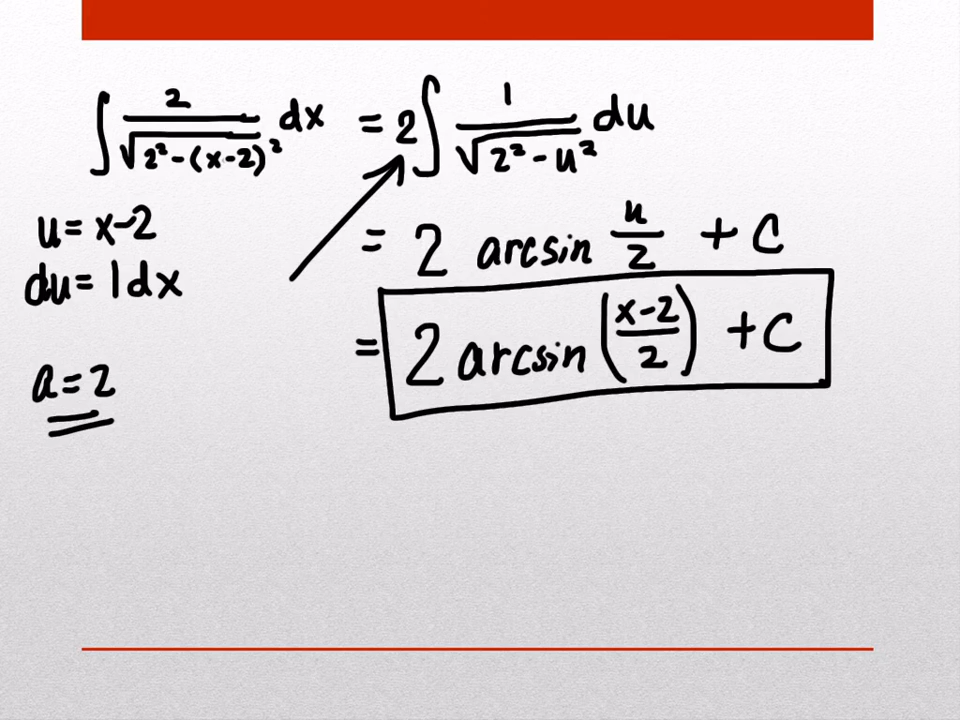 ∫ 2/√(2²-(x-2)²) dx = 2∫ 1/√(2²-u²) du
u=x-2
du=1dx
= 2 arcsin u/2 + C
= 2 arcsin (x-2/2) + C
a=2